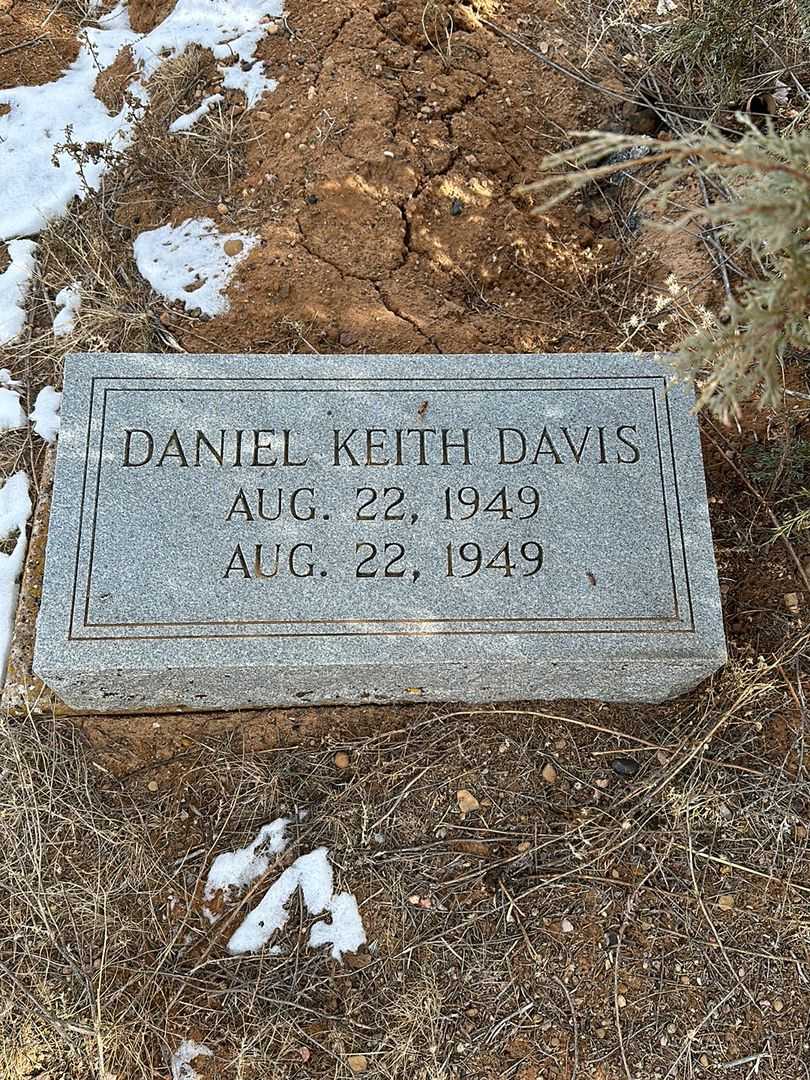 DANIEL KEITH DAVIS
AUG. 22, 1949
AUG. 22, 1949